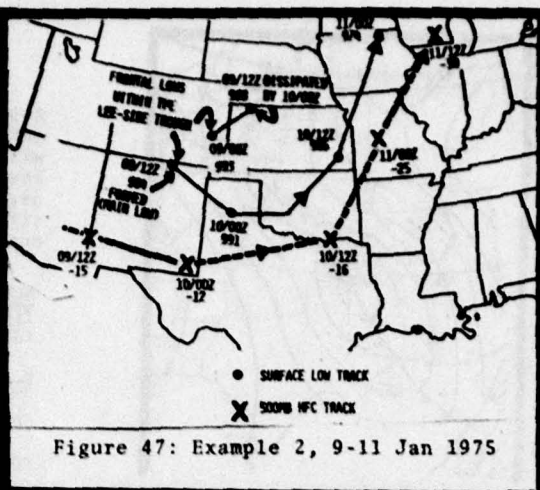 11/00Z
11/12Z
FRONTAL LOWS
WITHIN THE
LEE-SIDE TROUGH
09/12Z DISSIPATED
BY 10/00Z
09/00Z
985
10/12Z
09/12Z
984
FORMED
(MAIN LOW)
11/00Z
-25
10/00Z
991
09/12Z
-15
10/00Z
-12
10/12Z
-16
● SURFACE LOW TRACK
X 500MB HFC TRACK
Figure 47: Example 2, 9-11 Jan 1975